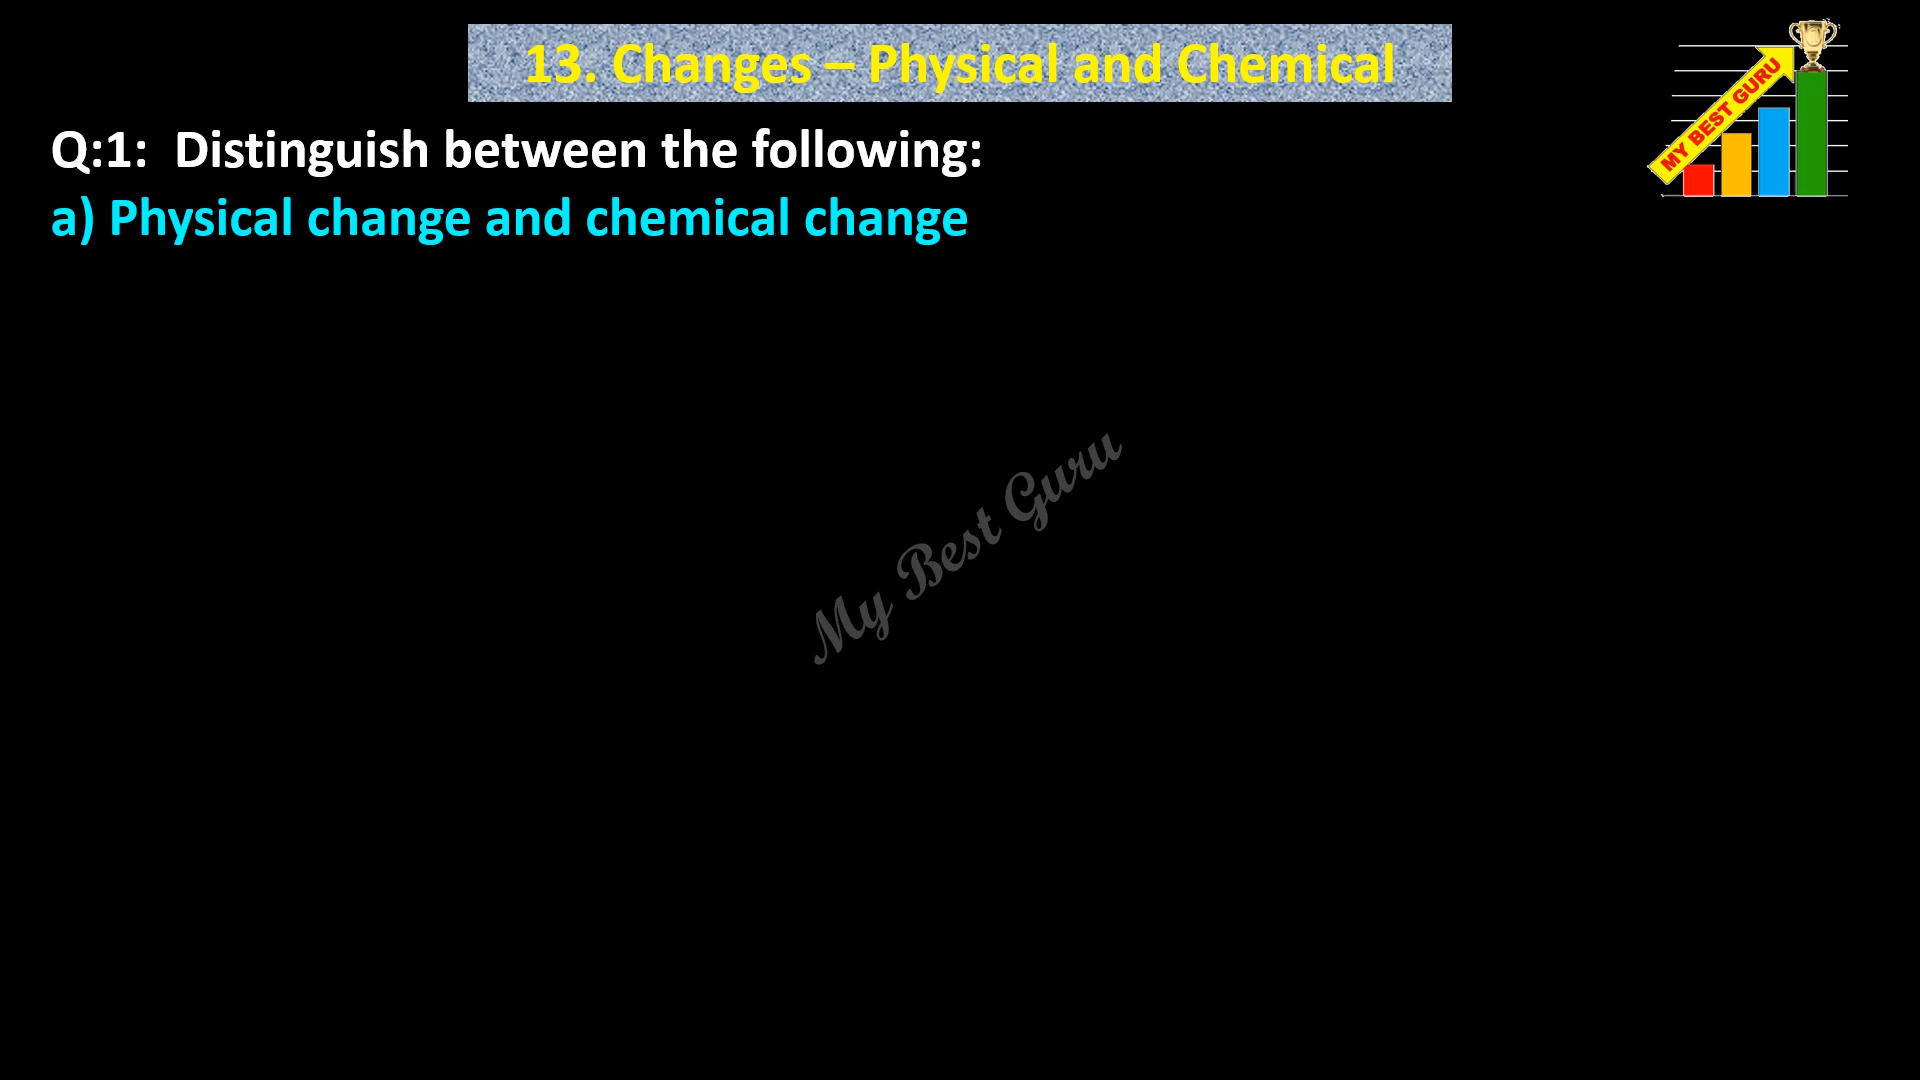 13. Changes – Physical and Chemical
MY BEST GURU
Q:1: Distinguish between the following:
a) Physical change and chemical change
My Best Guru